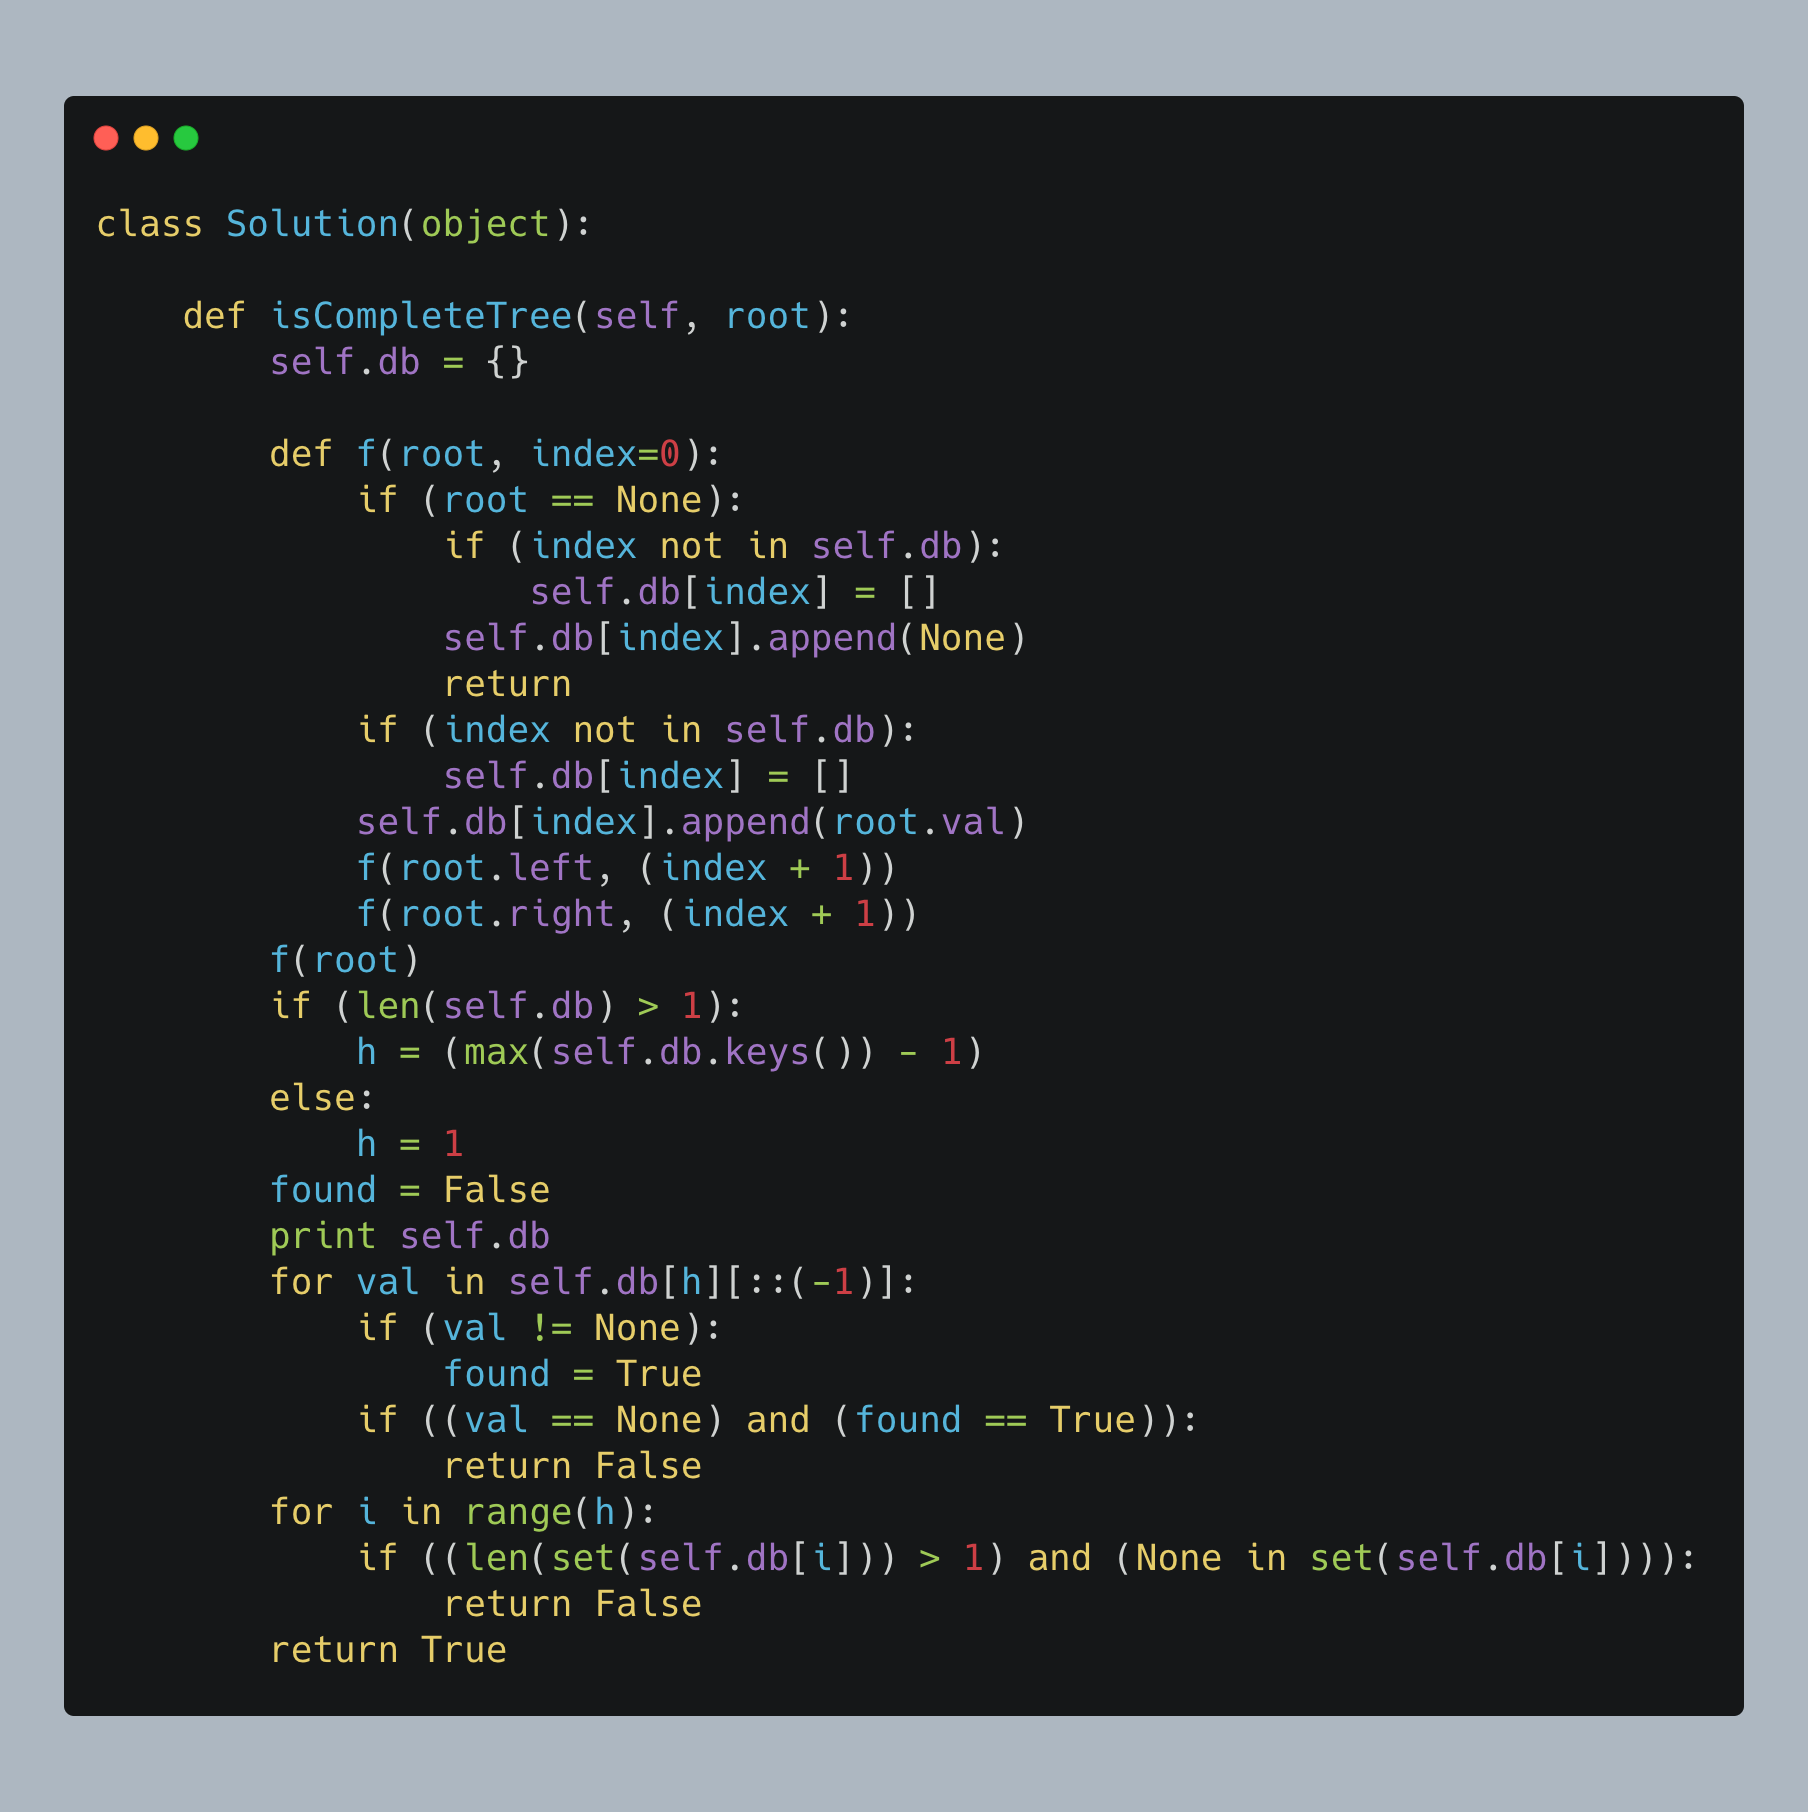 class Solution(object):

    def isCompleteTree(self, root):
        self.db = {}

        def f(root, index=0):
            if (root == None):
                if (index not in self.db):
                    self.db[index] = []
                self.db[index].append(None)
                return
            if (index not in self.db):
                self.db[index] = []
            self.db[index].append(root.val)
            f(root.left, (index + 1))
            f(root.right, (index + 1))
        f(root)
        if (len(self.db) > 1):
            h = (max(self.db.keys()) - 1)
        else:
            h = 1
        found = False
        print self.db
        for val in self.db[h][::(-1)]:
            if (val != None):
                found = True
            if ((val == None) and (found == True)):
                return False
        for i in range(h):
            if ((len(set(self.db[i])) > 1) and (None in set(self.db[i]))):
                return False
        return True